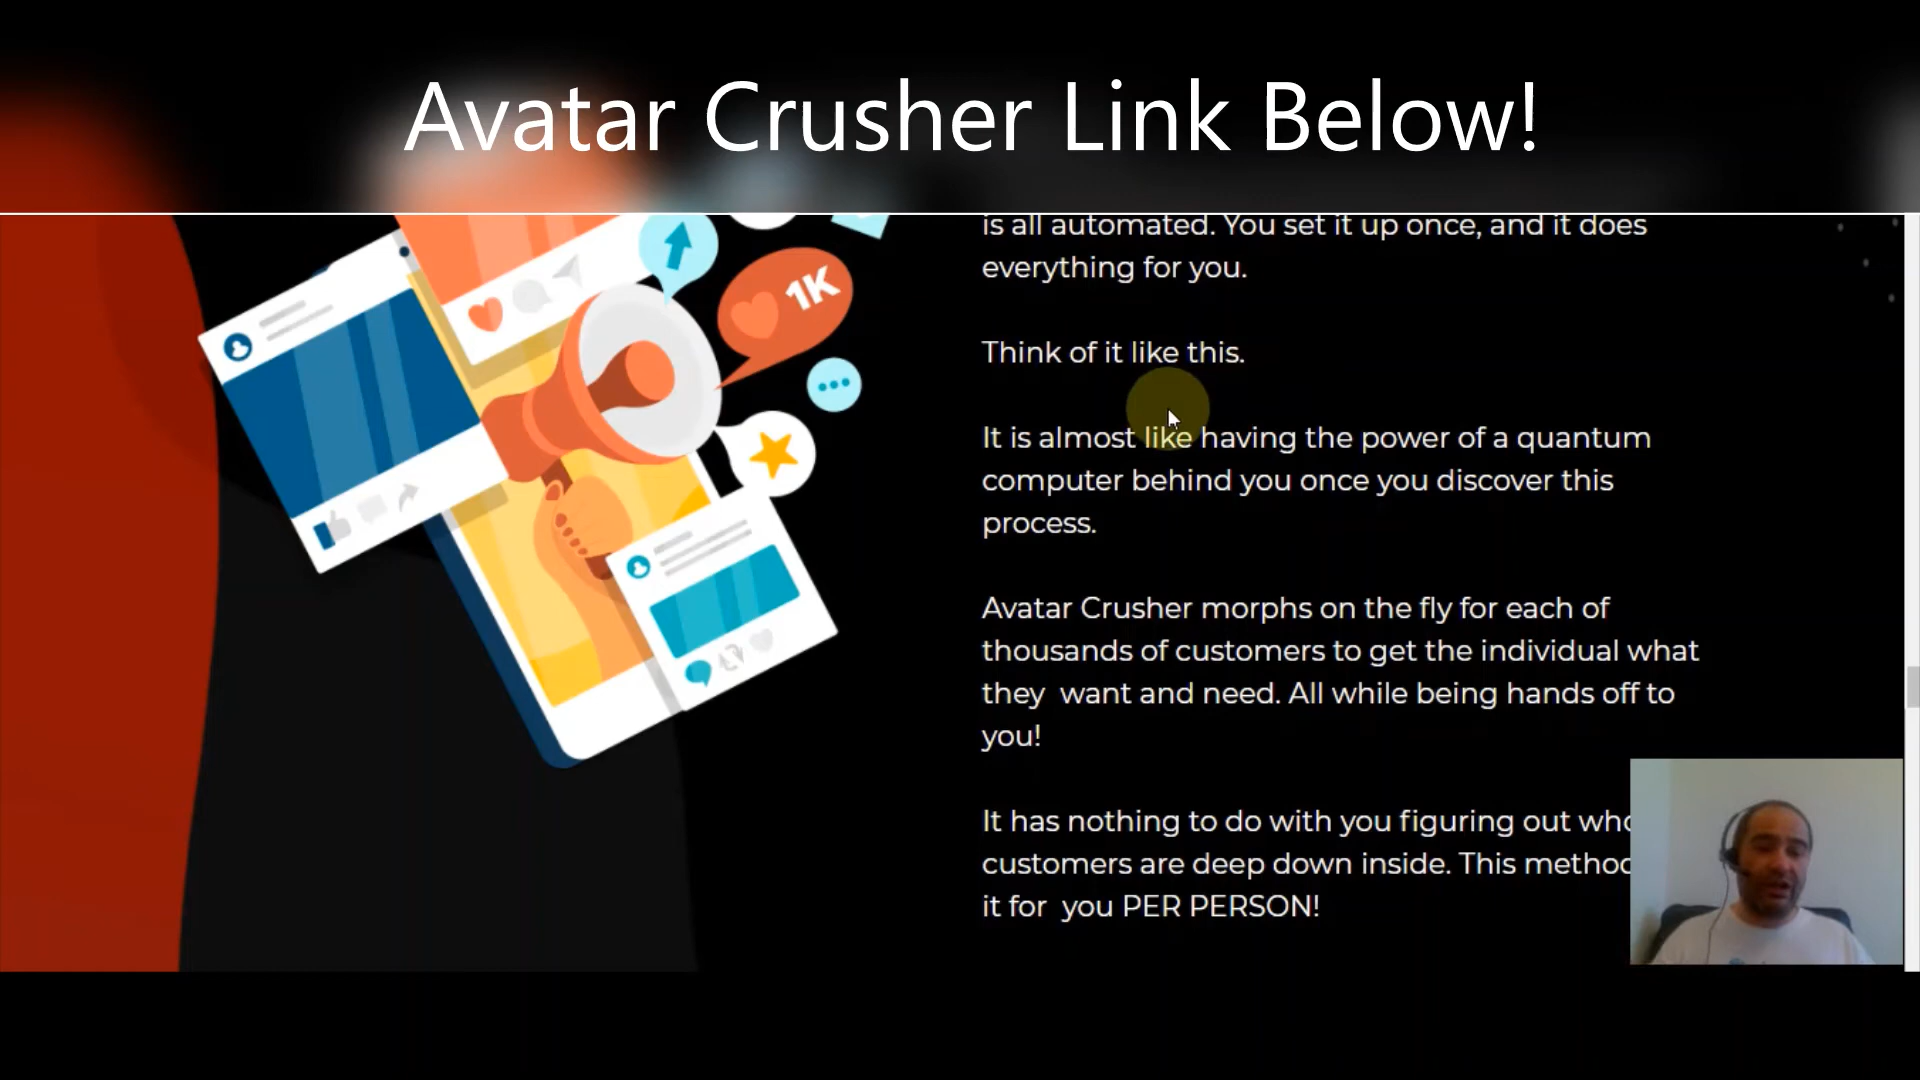 Avatar Crusher Link Below!
is all automated. You set it up once, and it does
everything for you.
Think of it like this.
1K
It is almost like having the power of a quantum
computer behind you once you discover this
process.
Avatar Crusher morphs on the fly for each of
thousands of customers to get the individual what
they  want and need. All while being hands off to
you!
It has nothing to do with you figuring out
customers are deep down inside. This
it for  you PER PERSON!